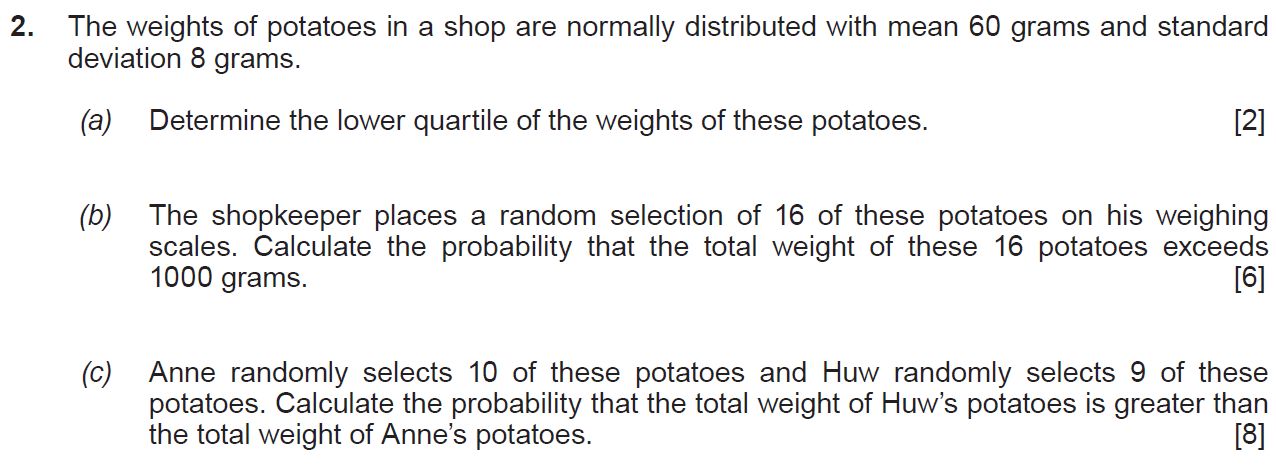 2. The weights of potatoes in a shop are normally distributed with mean 60 grams and standard
deviation 8 grams.
(a) Determine the lower quartile of the weights of these potatoes. [2]
(b) The shopkeeper places a random selection of 16 of these potatoes on his weighing
scales. Calculate the probability that the total weight of these 16 potatoes exceeds
1000 grams. [6]
(c) Anne randomly selects 10 of these potatoes and Huw randomly selects 9 of these
potatoes. Calculate the probability that the total weight of Huw's potatoes is greater than
the total weight of Anne's potatoes. [8]